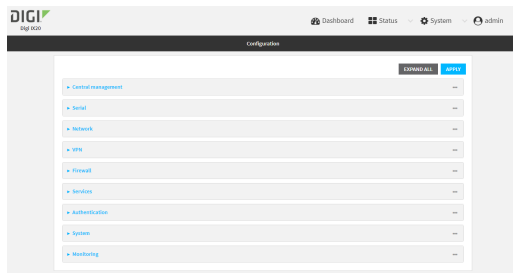 DIGI
Digi IX20
Dashboard
Status
System
admin
Configuration
EXPAND ALL
APPLY
Central management
Serial
Network
VPN
Firewall
Services
Authentication
System
Monitoring